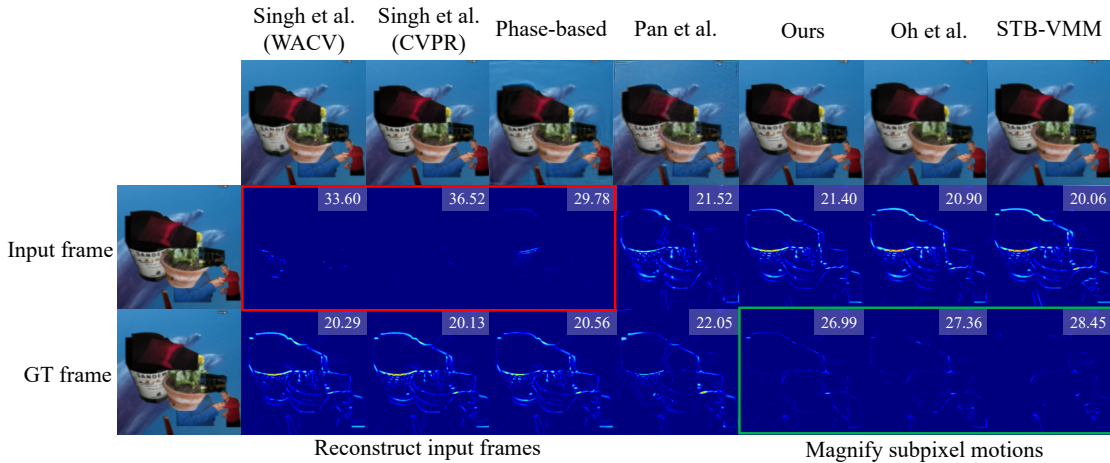 Singh et al. (WACV)
Singh et al. (CVPR)
Phase-based
Pan et al.
Ours
Oh et al.
STB-VMM
Input frame
33.60
36.52
29.78
21.52
21.40
20.90
20.06
GT frame
20.29
20.13
20.56
22.05
26.99
27.36
28.45
Reconstruct input frames
Magnify subpixel motions